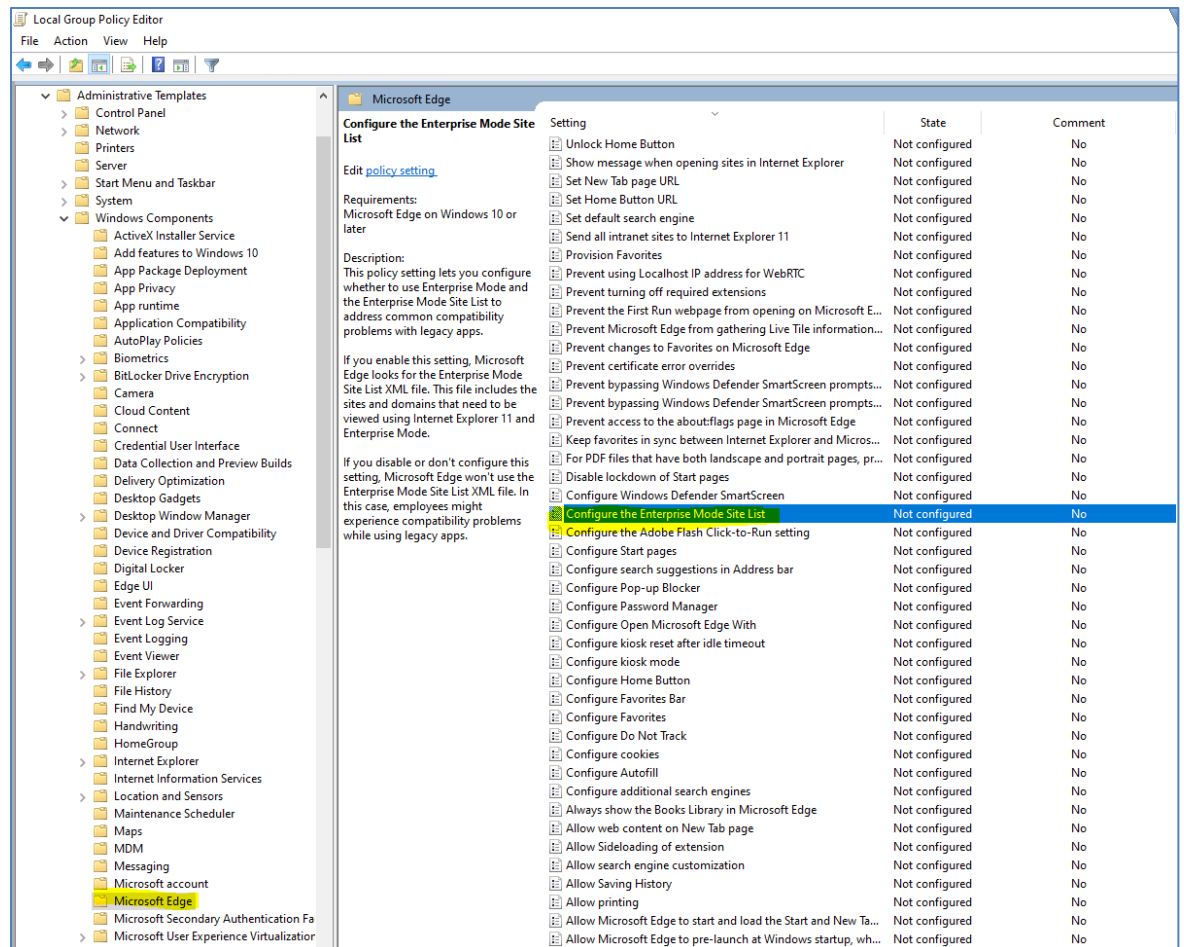 Local Group Policy Editor
File Action View Help
Administrative Templates
Control Panel
Network
Printers
Server
Start Menu and Taskbar
System
Windows Components
ActiveX Installer Service
Add features to Windows 10
App Package Deployment
App Privacy
App runtime
Application Compatibility
AutoPlay Policies
Biometrics
BitLocker Drive Encryption
Camera
Cloud Content
Connect
Credential User Interface
Data Collection and Preview Builds
Delivery Optimization
Desktop Gadgets
Desktop Window Manager
Device and Driver Compatibility
Device Registration
Digital Locker
Edge UI
Event Forwarding
Event Log Service
Event Logging
Event Viewer
File Explorer
File History
Find My Device
Handwriting
HomeGroup
Internet Explorer
Internet Information Services
Location and Sensors
Maintenance Scheduler
Maps
MDM
Messaging
Microsoft account
Microsoft Edge
Microsoft Secondary Authentication Fa
Microsoft User Experience Virtualization
Microsoft Edge
Configure the Enterprise Mode Site
List
Edit policy setting
Requirements:
Microsoft Edge on Windows 10 or
later
Description:
This policy setting lets you configure
whether to use Enterprise Mode and
the Enterprise Mode Site List to
address common compatibility
problems with legacy apps.
If you enable this setting, Microsoft
Edge looks for the Enterprise Mode
Site List XML file. This file includes the
sites and domains that need to be
viewed using Internet Explorer 11 and
Enterprise Mode.
If you disable or don't configure this
setting, Microsoft Edge won't use the
Enterprise Mode Site List XML file. In
this case, employees might
experience compatibility problems
while using legacy apps.
Setting State Comment
Unlock Home Button Not configured No
Show message when opening sites in Internet Explorer Not configured No
Set New Tab page URL Not configured No
Set Home Button URL Not configured No
Set default search engine Not configured No
Send all intranet sites to Internet Explorer 11 Not configured No
Provision Favorites Not configured No
Prevent using Localhost IP address for WebRTC Not configured No
Prevent turning off required extensions Not configured No
Prevent the First Run webpage from opening on Microsoft E... Not configured No
Prevent Microsoft Edge from gathering Live Tile information... Not configured No
Prevent changes to Favorites on Microsoft Edge Not configured No
Prevent certificate error overrides Not configured No
Prevent bypassing Windows Defender SmartScreen prompts... Not configured No
Prevent bypassing Windows Defender SmartScreen prompts... Not configured No
Prevent access to the about:flags page in Microsoft Edge Not configured No
Keep favorites in sync between Internet Explorer and Micros... Not configured No
For PDF files that have both landscape and portrait pages, pr... Not configured No
Disable lockdown of Start pages Not configured No
Configure Windows Defender SmartScreen Not configured No
Configure the Enterprise Mode Site List Not configured No
Configure the Adobe Flash Click-to-Run setting Not configured No
Configure Start pages Not configured No
Configure search suggestions in Address bar Not configured No
Configure Pop-up Blocker Not configured No
Configure Password Manager Not configured No
Configure Open Microsoft Edge With Not configured No
Configure kiosk reset after idle timeout Not configured No
Configure kiosk mode Not configured No
Configure Home Button Not configured No
Configure Favorites Bar Not configured No
Configure Favorites Not configured No
Configure Do Not Track Not configured No
Configure cookies Not configured No
Configure Autofill Not configured No
Configure additional search engines Not configured No
Always show the Books Library in Microsoft Edge Not configured No
Allow web content on New Tab page Not configured No
Allow Sideloading of extension Not configured No
Allow search engine customization Not configured No
Allow Saving History Not configured No
Allow printing Not configured No
Allow Microsoft Edge to start and load the Start and New Ta... Not configured No
Allow Microsoft Edge to pre-launch at Windows startup, wh... Not configured No